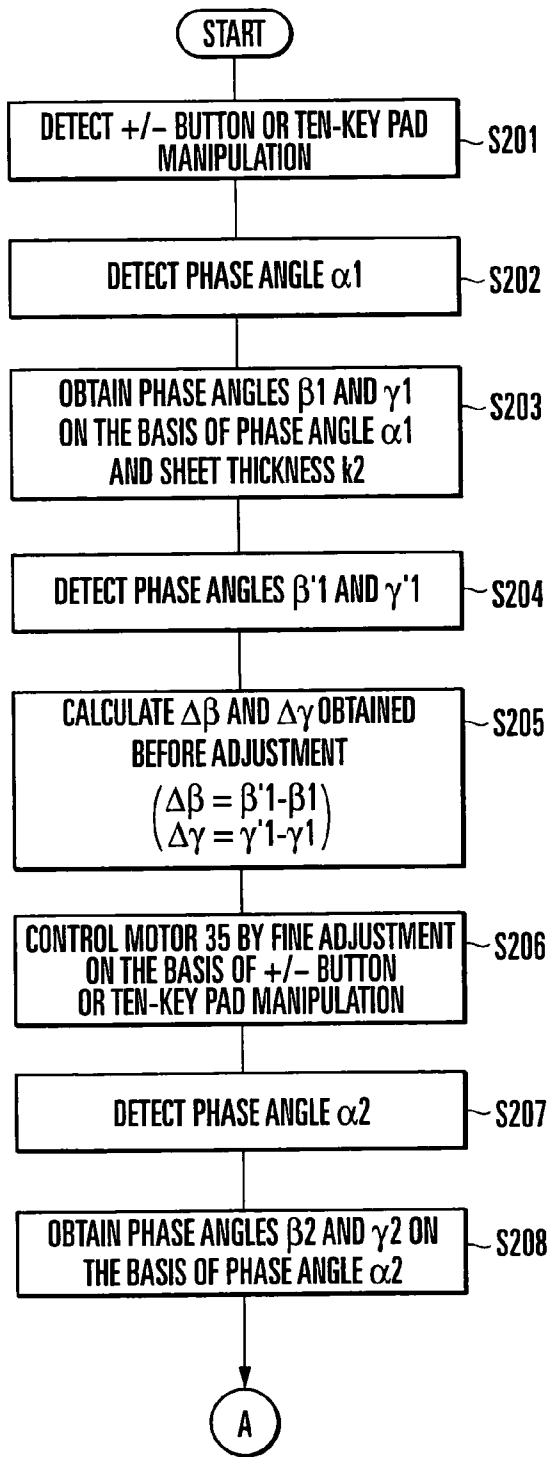 START
DETECT +/− BUTTON OR TEN-KEY PAD
MANIPULATION
S201
DETECT PHASE ANGLE α1
S202
OBTAIN PHASE ANGLES β1 AND γ1
ON THE BASIS OF PHASE ANGLE α1
AND SHEET THICKNESS k2
S203
DETECT PHASE ANGLES β'1 AND γ'1
S204
CALCULATE Δβ AND Δγ OBTAINED
BEFORE ADJUSTMENT
(Δβ = β'1-β1)
(Δγ = γ'1-γ1)
S205
CONTROL MOTOR 35 BY FINE ADJUSTMENT
ON THE BASIS OF +/− BUTTON
OR TEN-KEY PAD MANIPULATION
S206
DETECT PHASE ANGLE α2
S207
OBTAIN PHASE ANGLES β2 AND γ2 ON
THE BASIS OF PHASE ANGLE α2
S208
A